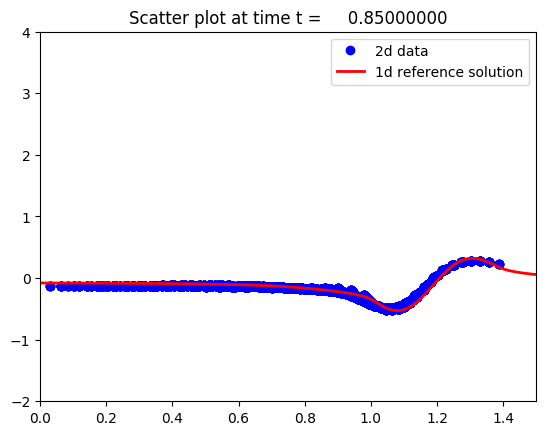 Scatter plot at time t =     0.85000000
2d data
1d reference solution
4
3
2
1
0
−1
−2
0.0 0.2 0.4 0.6 0.8 1.0 1.2 1.4